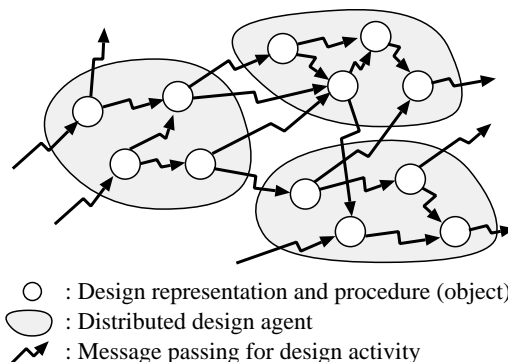 : Design representation and procedure (object)
: Distributed design agent
: Message passing for design activity